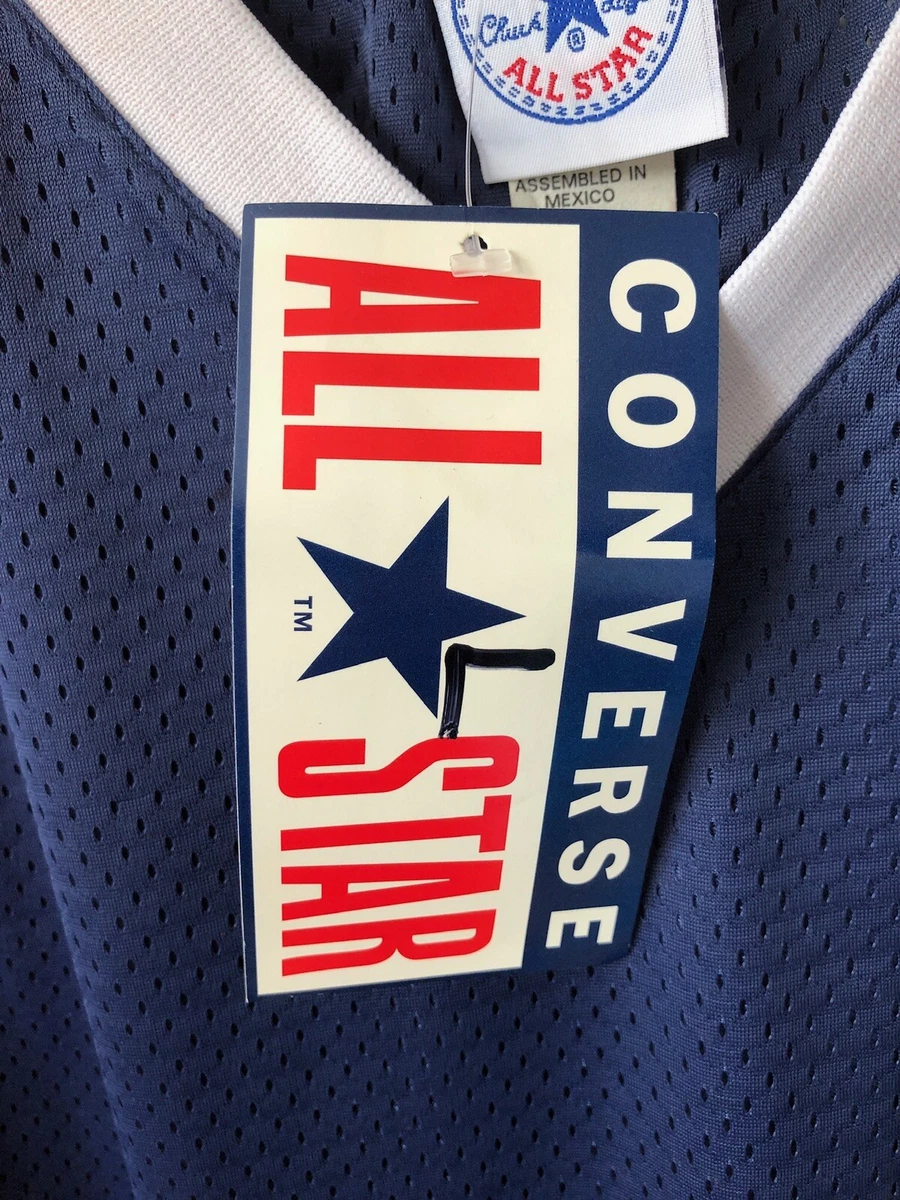 Chuck
®
ALL STAR
ASSEMBLED IN
MEXICO
CONVERSE
ALL STAR
TM
L